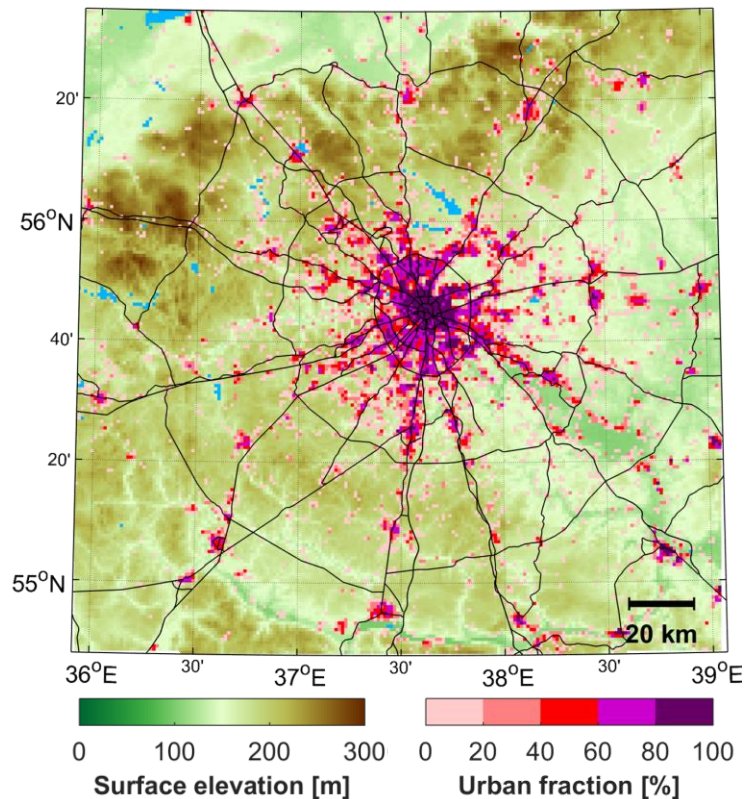 20'
56°N
40'
20'
55°N
20 km
36°E 30' 37°E 30' 38°E 30' 39°E
0 100 200 300 0 20 40 60 80 100
Surface elevation [m] Urban fraction [%]